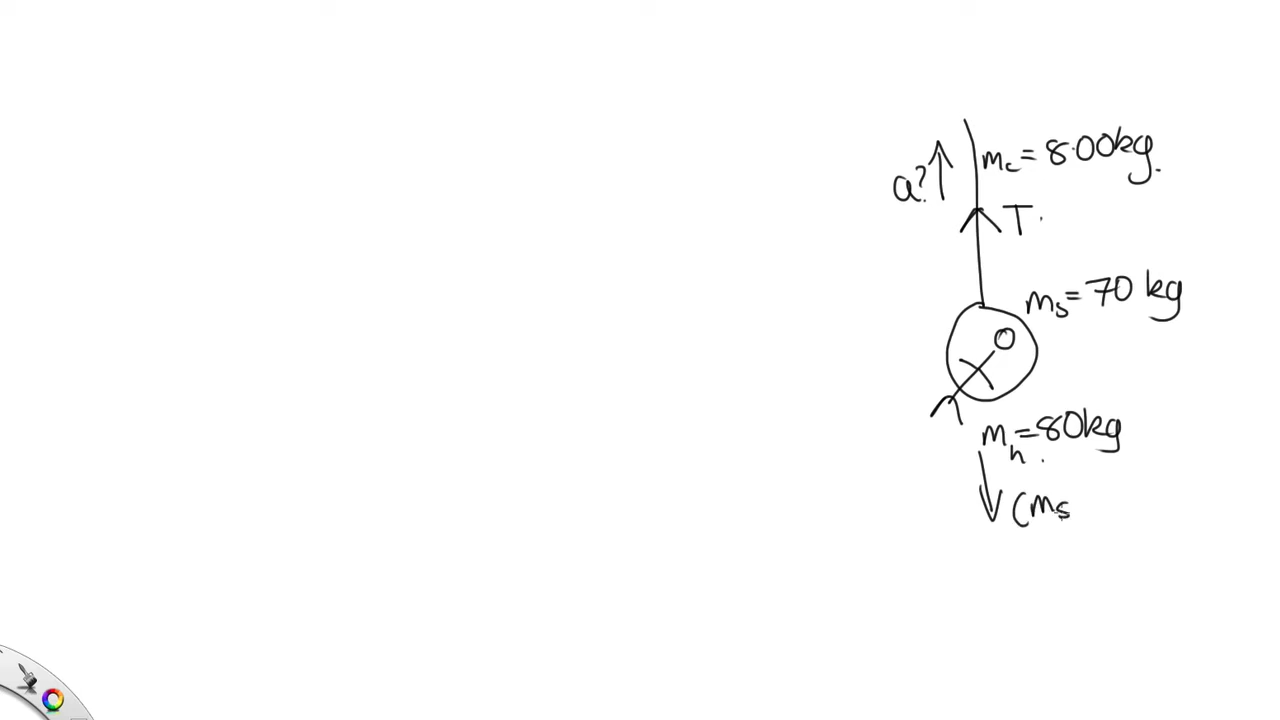 m_c = 8.00kg.
a?
T.
m_s = 70 kg
m_h = 80kg.
(m_s